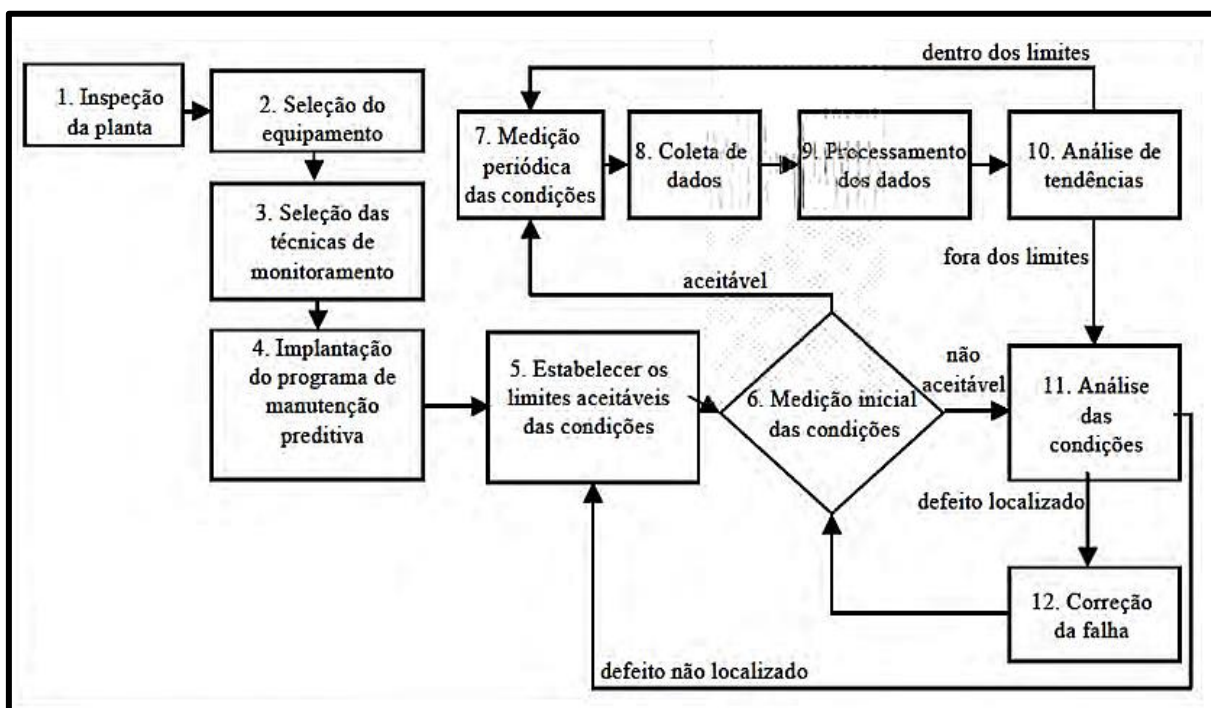 1. Inspeção
da planta
2. Seleção do
equipamento
3. Seleção das
técnicas de
monitoramento
4. Implantação
do programa de
manutenção
preditiva
5. Estabelecer os
limites aceitáveis
das condições
6. Medição inicial
das condições
aceitável
não
aceitável
7. Medição
periódica
das condições
8. Coleta de
dados
9. Processamento
dos dados
10. Análise de
tendências
dentro dos limites
fora dos limites
11. Análise
das
condições
defeito localizado
12. Correção
da falha
defeito não localizado